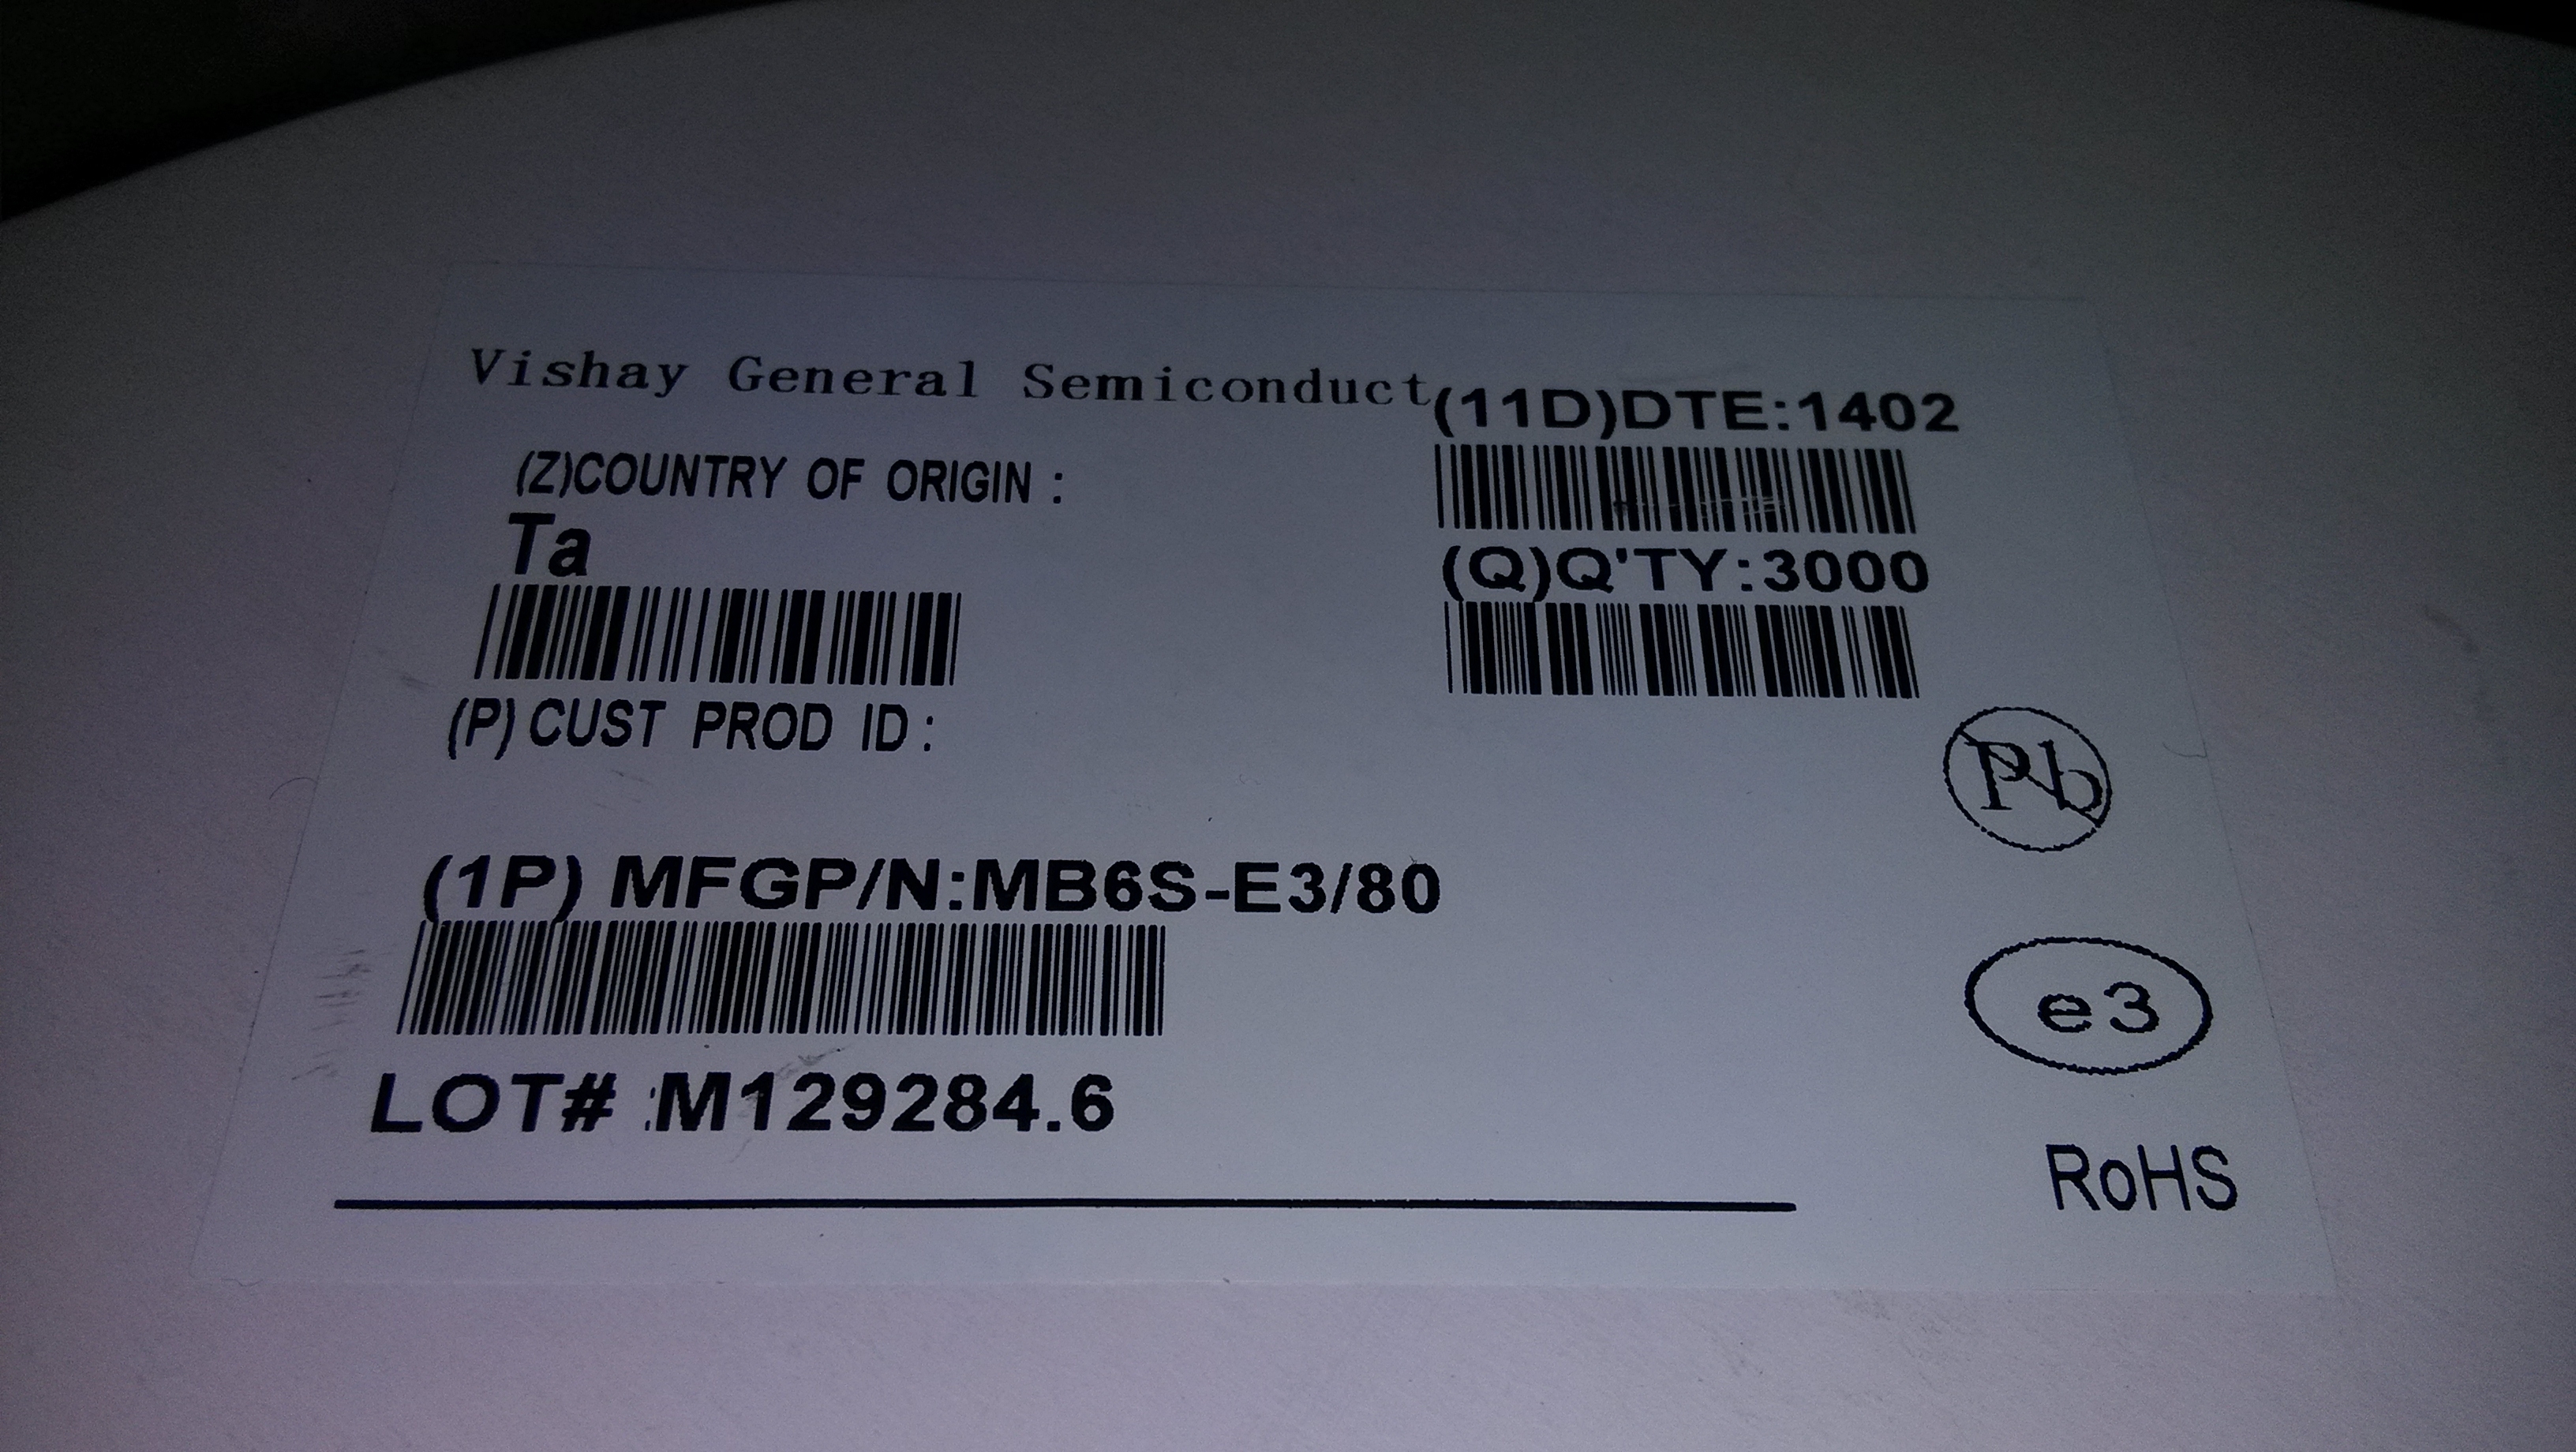 Vishay General Semiconduct
(11D)DTE:1402
(Z)COUNTRY OF ORIGIN :
Ta
(Q)Q'TY:3000
(P) CUST PROD ID :
Pb
(1P) MFGP/N:MB6S-E3/80
e3
LOT# :M129284.6
RoHS